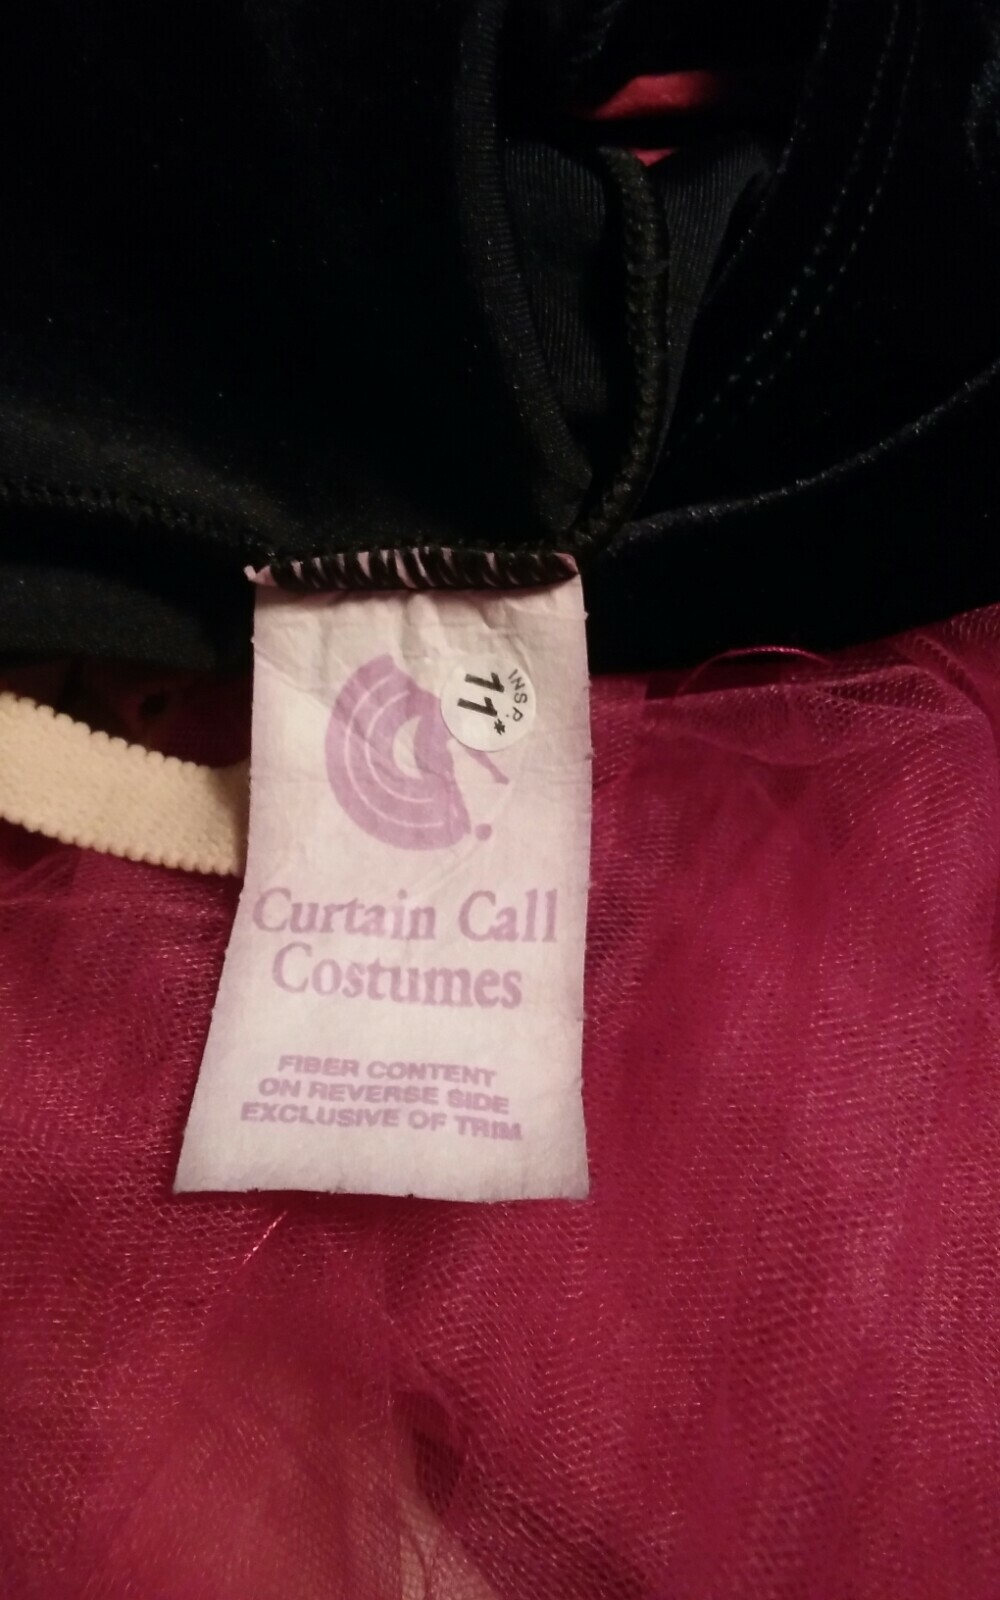 INSP.
11*
Curtain Call
Costumes
FIBER CONTENT
ON REVERSE SIDE
EXCLUSIVE OF TRIM